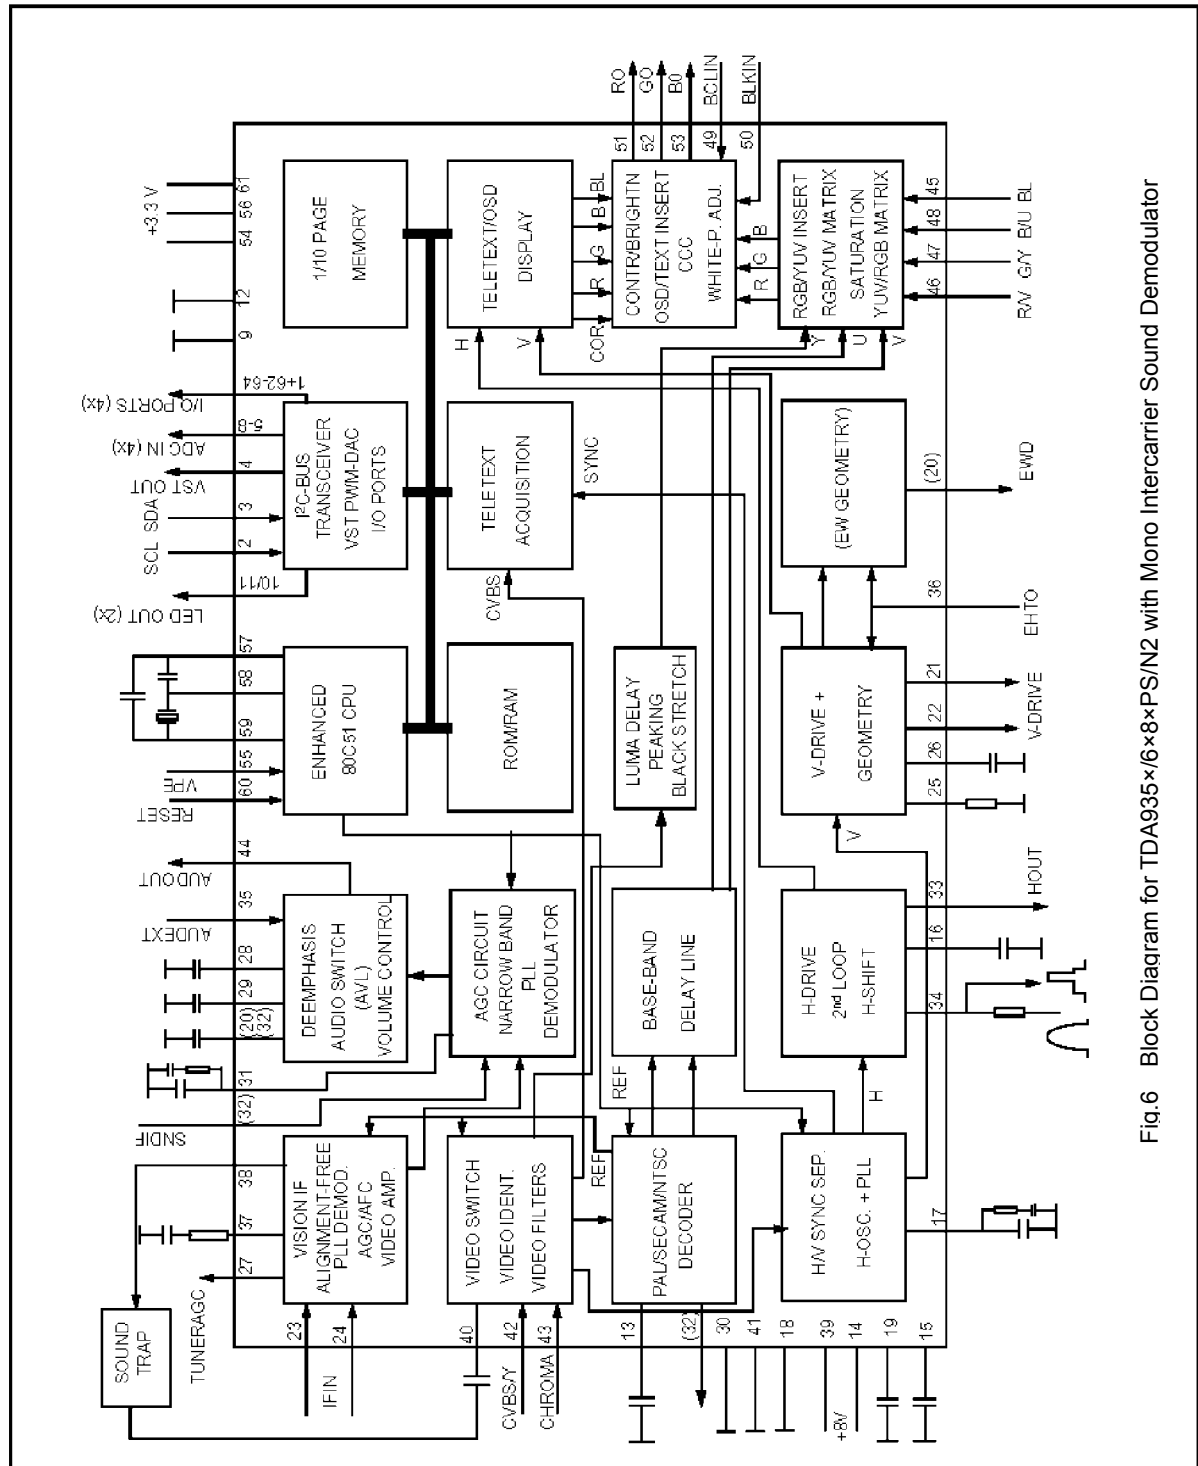 +3.3 V
54
56
61
12
9
1+62-64
I/O PORTS (4x)
5-8
ADC IN (4x)
4
VST OUT
3
SDA
2
SCL
10/11
LED OUT (2x)
57
58
59
55
VPE
60
RESET
44
AUDOUT
35
AUDEXT
28
29
(20)
(32)
31
(32)
SNDIF
38
37
27
TUNERAGC
SOUND
TRAP
1/10 PAGE
MEMORY
I²C-BUS
TRANSCEIVER
VST PWM-DAC
I/O PORTS
ENHANCED
80C51 CPU
DEEMPHASIS
AUDIO SWITCH
(AVL)
VOLUME CONTROL
VISION IF
ALIGNMENT-FREE
PLL DEMOD.
AGC/AFC
VIDEO AMP.
23
24
IFIN
TELETEXT/OSD
DISPLAY
H
V
TELETEXT
ACQUISITION
CVBS
SYNC
ROM/RAM
AGC CIRCUIT
NARROW BAND
PLL
DEMODULATOR
VIDEO SWITCH
VIDEO IDENT.
VIDEO FILTERS
40
42
43
CVBS/Y
CHROMA
COR
R
G
B
BL
CONTR/BRIGHTN
OSD/TEXT INSERT
CCC
WHITE-P. ADJ.
51
52
53
49
50
RO
GO
B0
BCLIN
BLKIN
LUMA DELAY
PEAKING
BLACK STRETCH
BASE-BAND
DELAY LINE
REF
REF
PAL/SECAM/NTSC
DECODER
13
(32)
30
41
18
39
14
19
15
+8V
R
G
B
RGB/YUV INSERT
RGB/YUV MATRIX
SATURATION
YUV/RGB MATRIX
Y
U
V
45
48
47
46
BL
B/U
G/Y
R/V
(EW GEOMETRY)
(20)
EWD
36
EHTO
V-DRIVE +
GEOMETRY
V
21
22
26
25
V-DRIVE
H-DRIVE
2nd LOOP
H-SHIFT
33
16
34
HOUT
H
H/V SYNC SEP.
H-OSC. + PLL
17
Fig.6 Block Diagram for TDA935×/6×8×PS/N2 with Mono Intercarrier Sound Demodulator